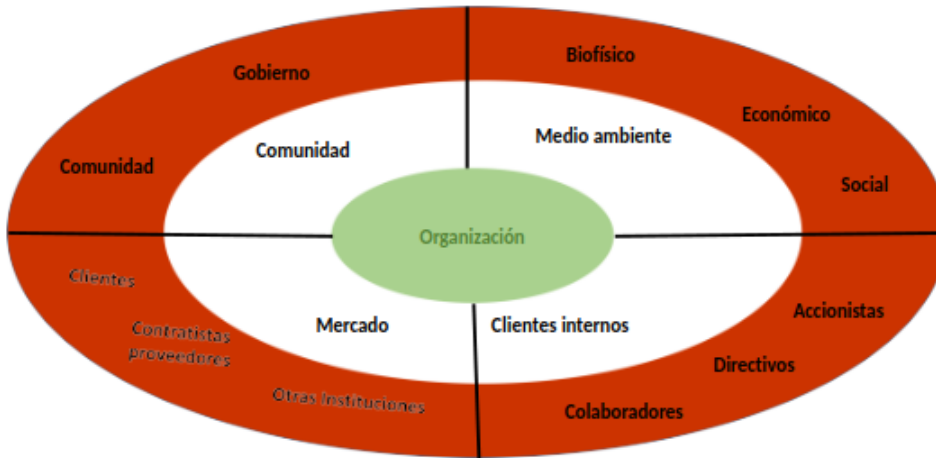 Biofísico
Gobierno
Económico
Medio ambiente
Comunidad
Comunidad
Social
Organización
Clientes
Accionistas
Mercado
Clientes internos
Contratistas
proveedores
Directivos
Otras Instituciones
Colaboradores